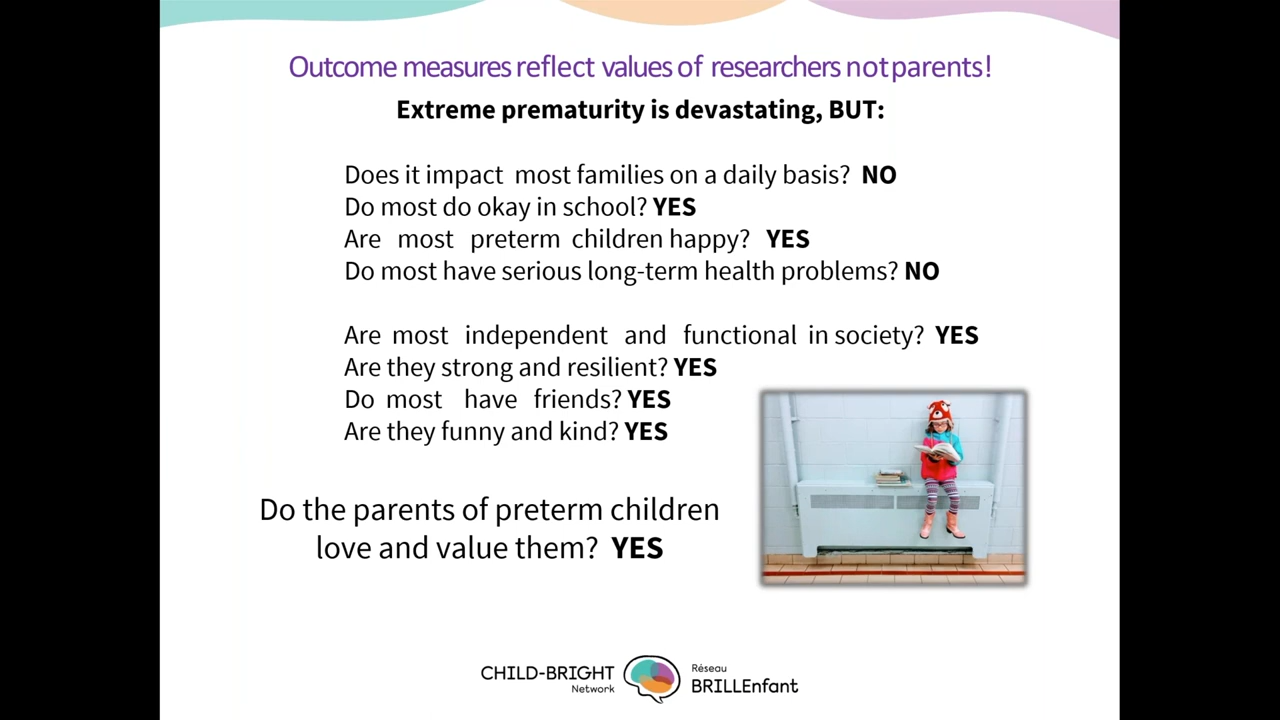 Outcome measures reflect values of researchers not parents!
Extreme prematurity is devastating, BUT:
Does it impact most families on a daily basis? NO
Do most do okay in school? YES
Are most preterm children happy? YES
Do most have serious long-term health problems? NO
Are most independent and functional in society? YES
Are they strong and resilient? YES
Do most have friends? YES
Are they funny and kind? YES
Do the parents of preterm children
love and value them? YES
CHILD-BRIGHT
Network
Réseau
BRILLEnfant